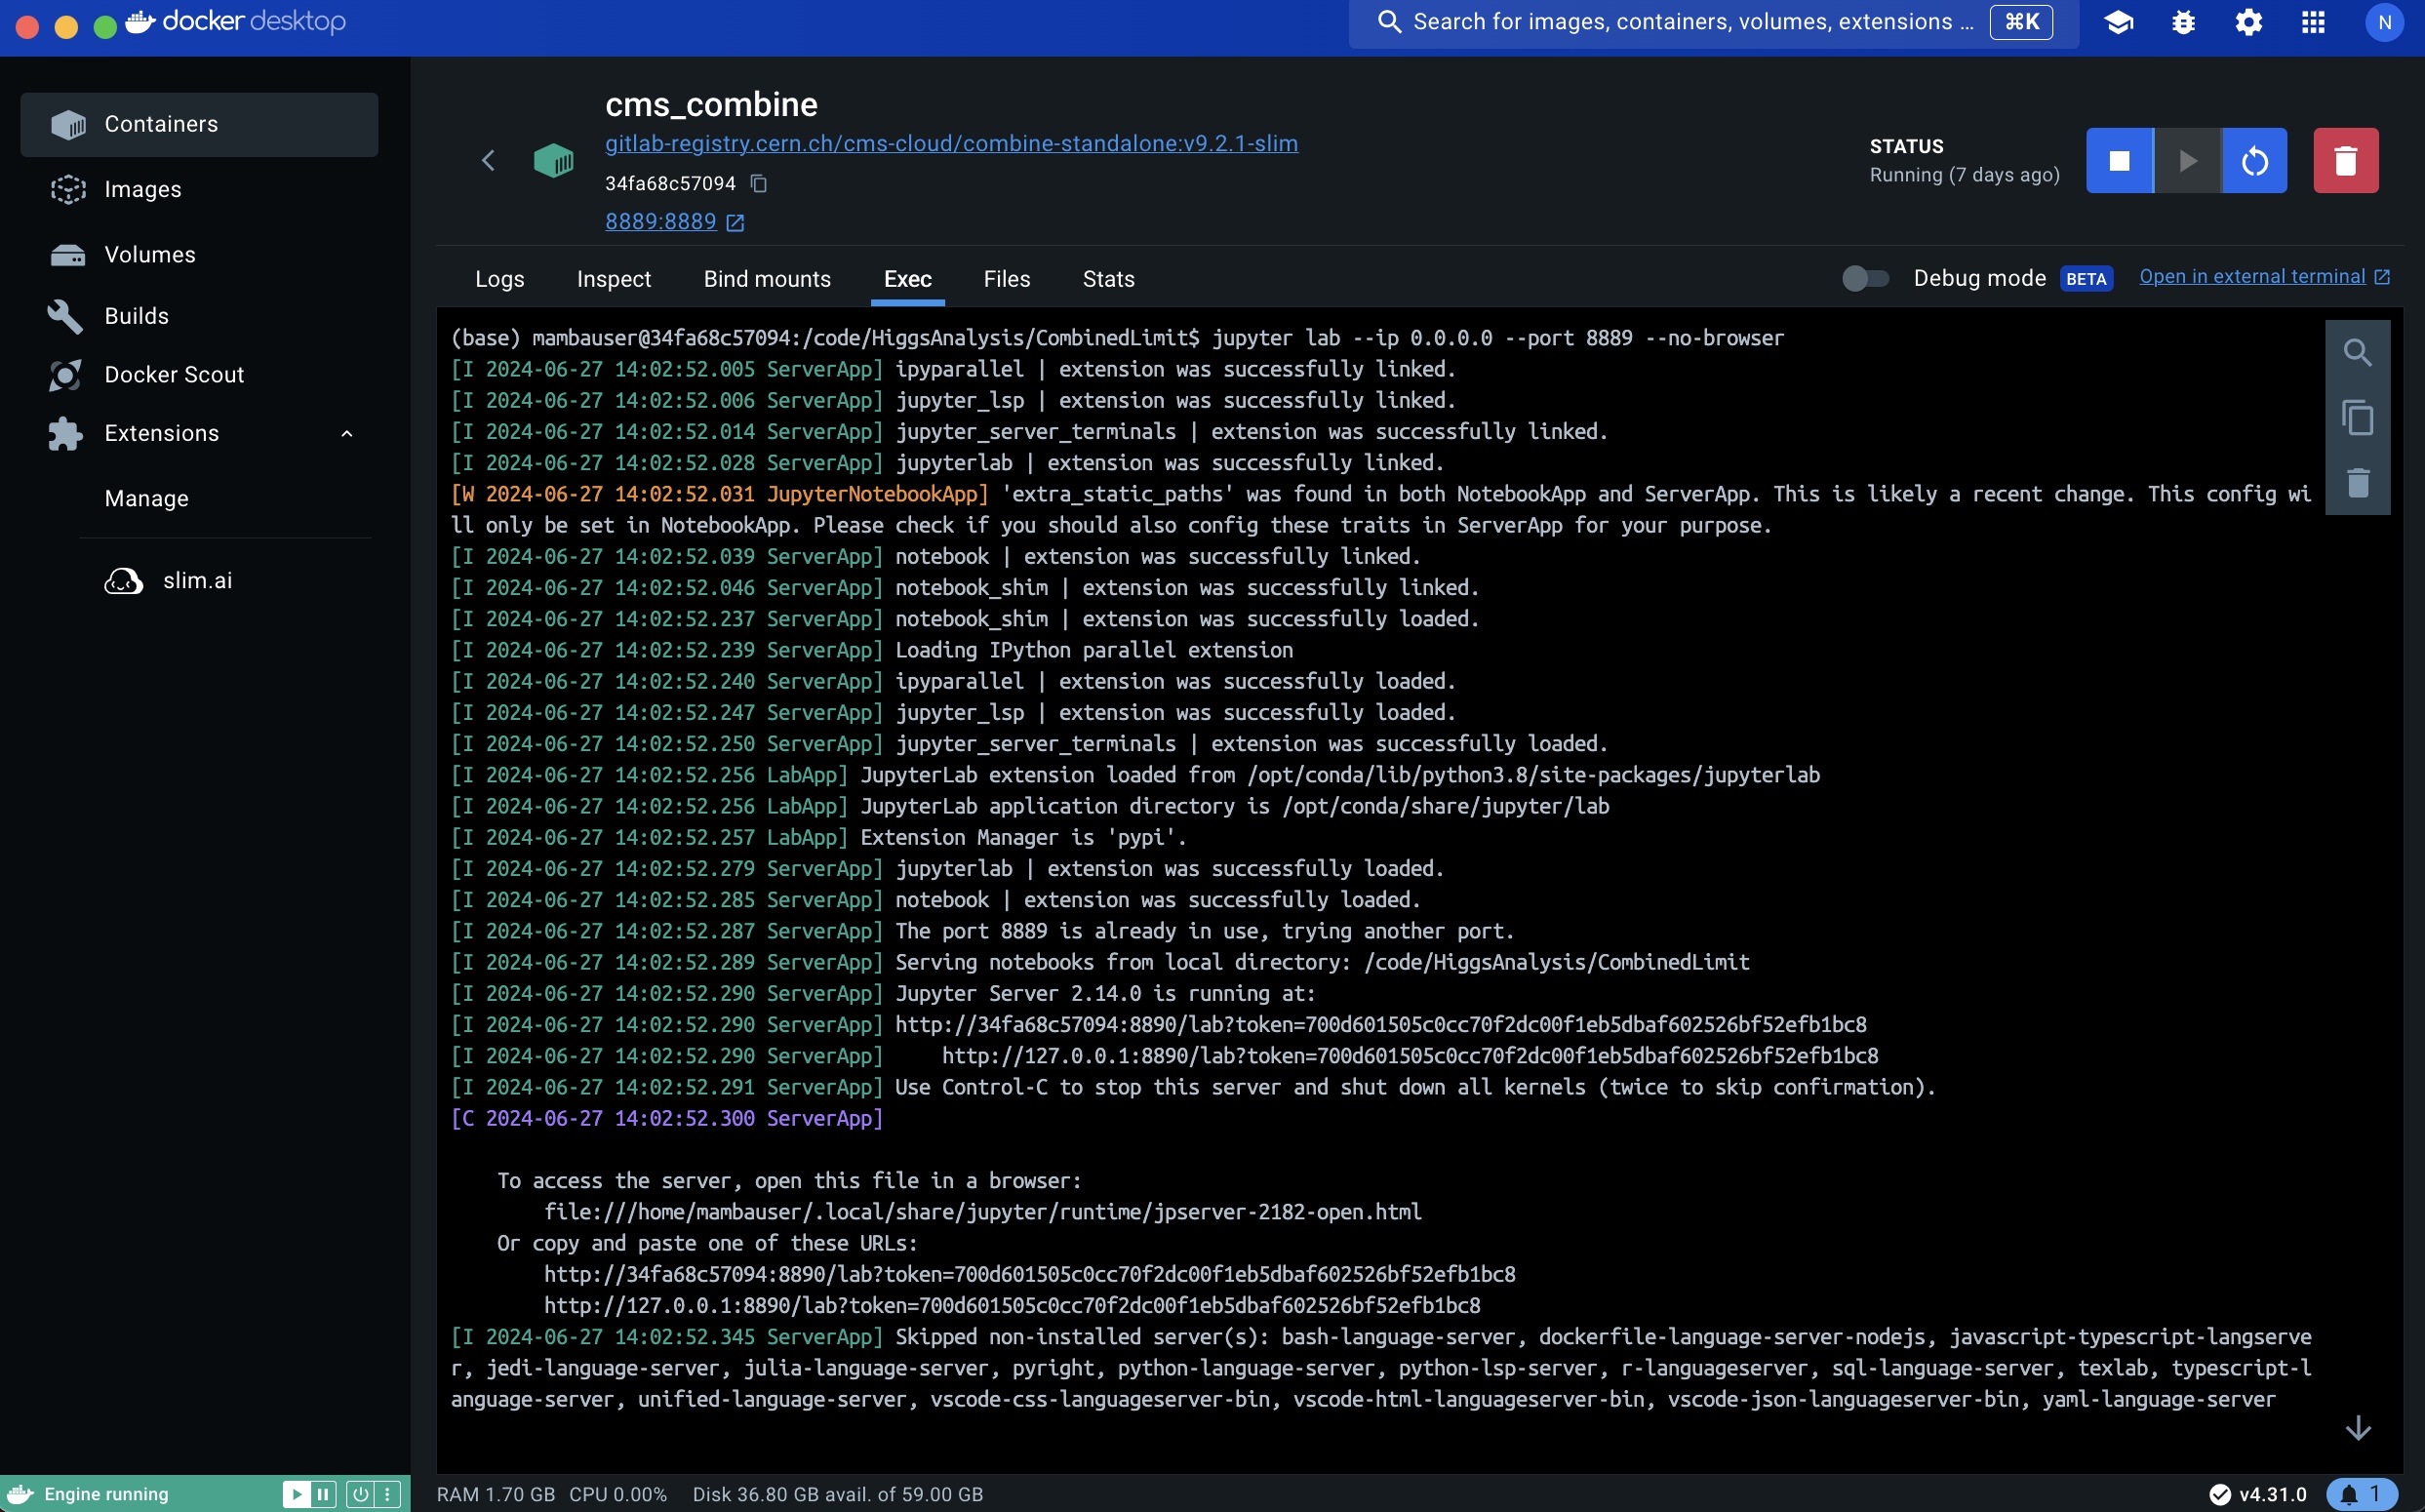 docker desktop
Search for images, containers, volumes, extensions … ⌘K
N
Containers
Images
Volumes
Builds
Docker Scout
Extensions
Manage
slim.ai
cms_combine
gitlab-registry.cern.ch/cms-cloud/combine-standalone:v9.2.1-slim
34fa68c57094
8889:8889
STATUS
Running (7 days ago)
Logs Inspect Bind mounts Exec Files Stats
Debug mode BETA Open in external terminal
(base) mambauser@34fa68c57094:/code/HiggsAnalysis/CombinedLimit$ jupyter lab --ip 0.0.0.0 --port 8889 --no-browser
[I 2024-06-27 14:02:52.005 ServerApp] ipyparallel | extension was successfully linked.
[I 2024-06-27 14:02:52.006 ServerApp] jupyter_lsp | extension was successfully linked.
[I 2024-06-27 14:02:52.014 ServerApp] jupyter_server_terminals | extension was successfully linked.
[I 2024-06-27 14:02:52.028 ServerApp] jupyterlab | extension was successfully linked.
[W 2024-06-27 14:02:52.031 JupyterNotebookApp] 'extra_static_paths' was found in both NotebookApp and ServerApp. This is likely a recent change. This config wi
ll only be set in NotebookApp. Please check if you should also config these traits in ServerApp for your purpose.
[I 2024-06-27 14:02:52.039 ServerApp] notebook | extension was successfully linked.
[I 2024-06-27 14:02:52.046 ServerApp] notebook_shim | extension was successfully linked.
[I 2024-06-27 14:02:52.237 ServerApp] notebook_shim | extension was successfully loaded.
[I 2024-06-27 14:02:52.239 ServerApp] Loading IPython parallel extension
[I 2024-06-27 14:02:52.240 ServerApp] ipyparallel | extension was successfully loaded.
[I 2024-06-27 14:02:52.247 ServerApp] jupyter_lsp | extension was successfully loaded.
[I 2024-06-27 14:02:52.250 ServerApp] jupyter_server_terminals | extension was successfully loaded.
[I 2024-06-27 14:02:52.256 LabApp] JupyterLab extension loaded from /opt/conda/lib/python3.8/site-packages/jupyterlab
[I 2024-06-27 14:02:52.256 LabApp] JupyterLab application directory is /opt/conda/share/jupyter/lab
[I 2024-06-27 14:02:52.257 LabApp] Extension Manager is 'pypi'.
[I 2024-06-27 14:02:52.279 ServerApp] jupyterlab | extension was successfully loaded.
[I 2024-06-27 14:02:52.285 ServerApp] notebook | extension was successfully loaded.
[I 2024-06-27 14:02:52.287 ServerApp] The port 8889 is already in use, trying another port.
[I 2024-06-27 14:02:52.289 ServerApp] Serving notebooks from local directory: /code/HiggsAnalysis/CombinedLimit
[I 2024-06-27 14:02:52.290 ServerApp] Jupyter Server 2.14.0 is running at:
[I 2024-06-27 14:02:52.290 ServerApp] http://34fa68c57094:8890/lab?token=700d601505c0cc70f2dc00f1eb5dbaf602526bf52efb1bc8
[I 2024-06-27 14:02:52.290 ServerApp]     http://127.0.0.1:8890/lab?token=700d601505c0cc70f2dc00f1eb5dbaf602526bf52efb1bc8
[I 2024-06-27 14:02:52.291 ServerApp] Use Control-C to stop this server and shut down all kernels (twice to skip confirmation).
[C 2024-06-27 14:02:52.300 ServerApp]
To access the server, open this file in a browser:
file:///home/mambauser/.local/share/jupyter/runtime/jpserver-2182-open.html
Or copy and paste one of these URLs:
http://34fa68c57094:8890/lab?token=700d601505c0cc70f2dc00f1eb5dbaf602526bf52efb1bc8
http://127.0.0.1:8890/lab?token=700d601505c0cc70f2dc00f1eb5dbaf602526bf52efb1bc8
[I 2024-06-27 14:02:52.345 ServerApp] Skipped non-installed server(s): bash-language-server, dockerfile-language-server-nodejs, javascript-typescript-langserve
r, jedi-language-server, julia-language-server, pyright, python-language-server, python-lsp-server, r-languageserver, sql-language-server, texlab, typescript-l
anguage-server, unified-language-server, vscode-css-languageserver-bin, vscode-html-languageserver-bin, vscode-json-languageserver-bin, yaml-language-server
Engine running
RAM 1.70 GB CPU 0.00% Disk 36.80 GB avail. of 59.00 GB
v4.31.0
1